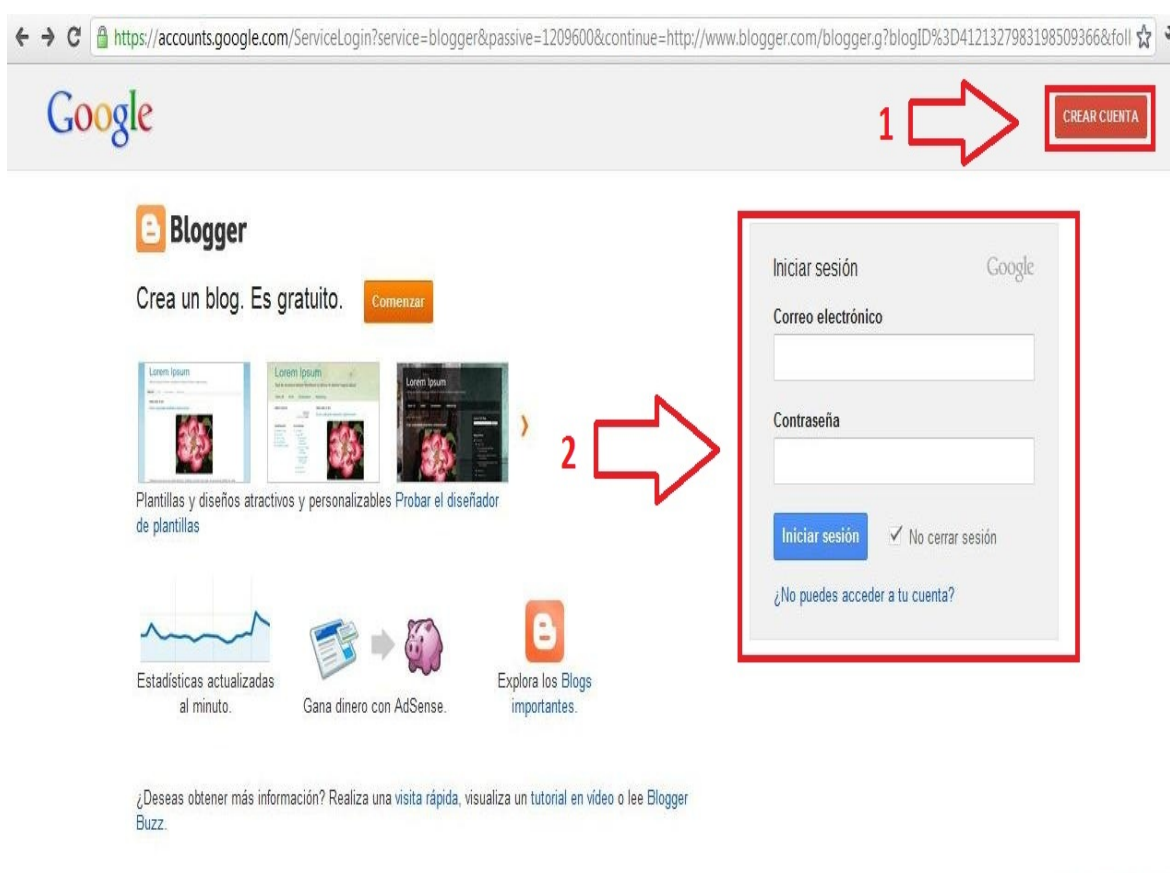 https://accounts.google.com/ServiceLogin?service=blogger&passive=1209600&continue=http://www.blogger.com/blogger.g?blogID%3D4121327983198509366&foll
Google
1
CREAR CUENTA
Blogger
Crea un blog. Es gratuito.
Comenzar
Lorem Ipsum
Lorem Ipsum
Lorem Ipsum
Plantillas y diseños atractivos y personalizables Probar el diseñador
de plantillas
Estadísticas actualizadas
al minuto.
Gana dinero con AdSense.
Explora los Blogs
importantes.
¿Deseas obtener más información? Realiza una visita rápida, visualiza un tutorial en vídeo o lee Blogger
Buzz.
2
Iniciar sesión
Google
Correo electrónico
Contraseña
Iniciar sesión
No cerrar sesión
¿No puedes acceder a tu cuenta?